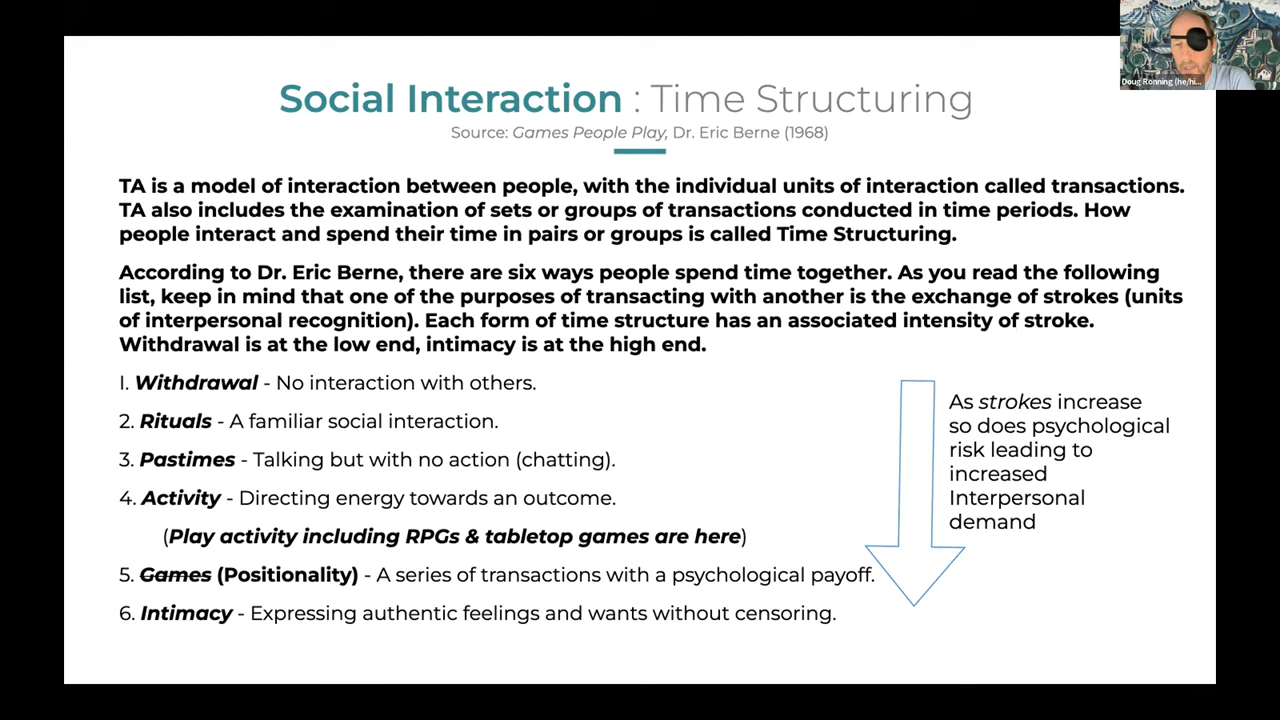 Doug Ronning (he/hi...
Social Interaction : Time Structuring
Source: Games People Play, Dr. Eric Berne (1968)
TA is a model of interaction between people, with the individual units of interaction called transactions.
TA also includes the examination of sets or groups of transactions conducted in time periods. How
people interact and spend their time in pairs or groups is called Time Structuring.
According to Dr. Eric Berne, there are six ways people spend time together. As you read the following
list, keep in mind that one of the purposes of transacting with another is the exchange of strokes (units
of interpersonal recognition). Each form of time structure has an associated intensity of stroke.
Withdrawal is at the low end, intimacy is at the high end.
I. Withdrawal - No interaction with others.
2. Rituals - A familiar social interaction.
3. Pastimes - Talking but with no action (chatting).
4. Activity - Directing energy towards an outcome.
(Play activity including RPGs & tabletop games are here)
5. Games (Positionality) - A series of transactions with a psychological payoff.
6. Intimacy - Expressing authentic feelings and wants without censoring.
As strokes increase
so does psychological
risk leading to
increased
Interpersonal
demand